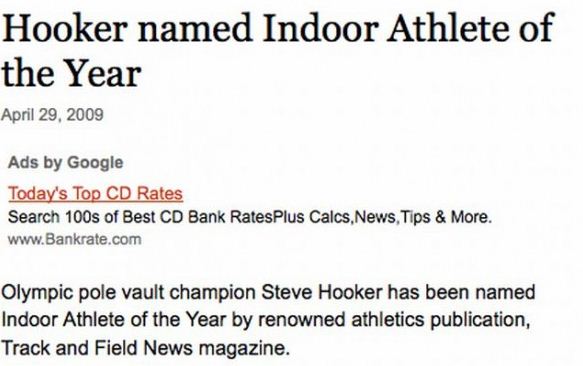 Hooker named Indoor Athlete of
the Year
April 29, 2009
Ads by Google
Today's Top CD Rates
Search 100s of Best CD Bank RatesPlus Calcs,News,Tips & More.
www.Bankrate.com
Olympic pole vault champion Steve Hooker has been named
Indoor Athlete of the Year by renowned athletics publication,
Track and Field News magazine.